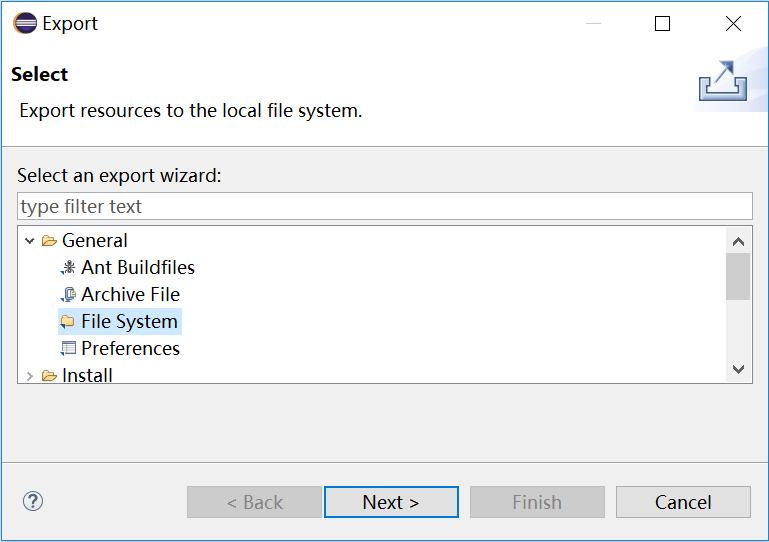 Export
Select
Export resources to the local file system.
Select an export wizard:
type filter text
General
Ant Buildfiles
Archive File
File System
Preferences
Install
?
< Back
Next >
Finish
Cancel